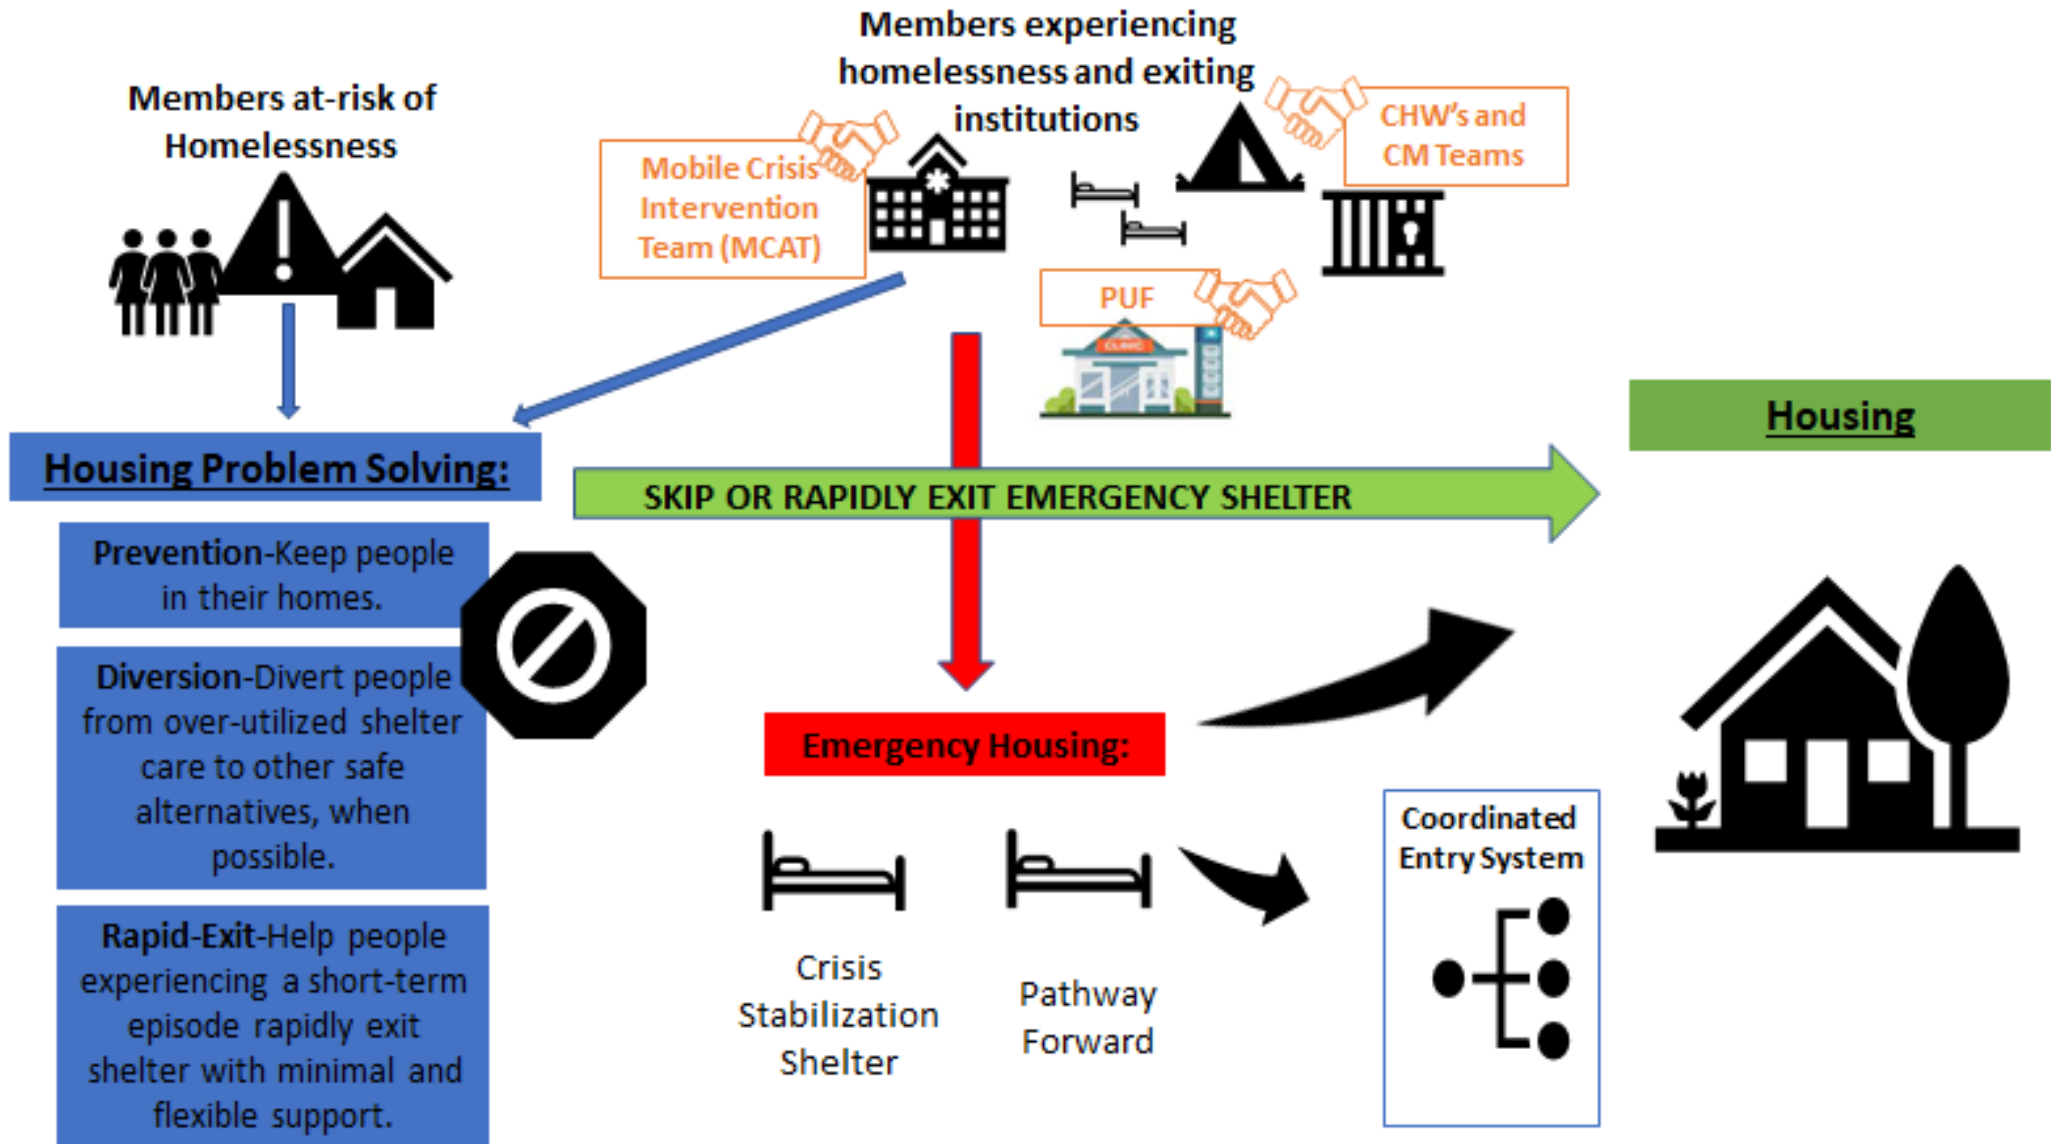 Members at-risk of
Homelessness
Members experiencing
homelessness and exiting
institutions
Mobile Crisis
Intervention
Team (MCAT)
CHW's and
CM Teams
PUF
CLINIC
Housing Problem Solving:
Prevention-Keep people
in their homes.
Diversion-Divert people
from over-utilized shelter
care to other safe
alternatives, when
possible.
Rapid-Exit-Help people
experiencing a short-term
episode rapidly exit
shelter with minimal and
flexible support.
SKIP OR RAPIDLY EXIT EMERGENCY SHELTER
Housing
Emergency Housing:
Crisis
Stabilization
Shelter
Pathway
Forward
Coordinated
Entry System